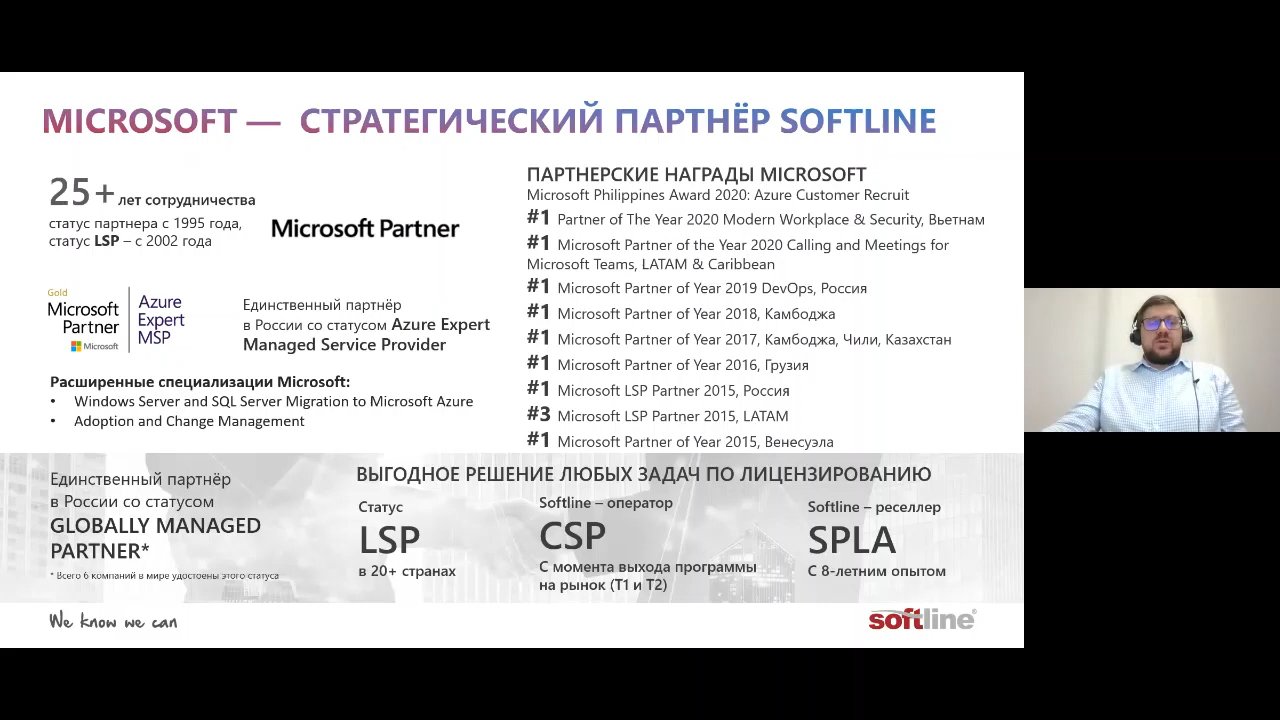 MICROSOFT — СТРАТЕГИЧЕСКИЙ ПАРТНЁР SOFTLINE
25+ лет сотрудничества
статус партнера с 1995 года,
статус LSP – с 2002 года
Microsoft Partner
Gold
Microsoft
Partner
Microsoft
Azure
Expert
MSP
Единственный партнёр
в России со статусом Azure Expert
Managed Service Provider
Расширенные специализации Microsoft:
• Windows Server and SQL Server Migration to Microsoft Azure
• Adoption and Change Management
ПАРТНЕРСКИЕ НАГРАДЫ MICROSOFT
Microsoft Philippines Award 2020: Azure Customer Recruit
#1 Partner of The Year 2020 Modern Workplace & Security, Вьетнам
#1 Microsoft Partner of the Year 2020 Calling and Meetings for
Microsoft Teams, LATAM & Caribbean
#1 Microsoft Partner of Year 2019 DevOps, Россия
#1 Microsoft Partner of Year 2018, Камбоджа
#1 Microsoft Partner of Year 2017, Камбоджа, Чили, Казахстан
#1 Microsoft Partner of Year 2016, Грузия
#1 Microsoft LSP Partner 2015, Россия
#3 Microsoft LSP Partner 2015, LATAM
#1 Microsoft Partner of Year 2015, Венесуэла
Единственный партнёр
в России со статусом
GLOBALLY MANAGED
PARTNER*
* Всего 6 компаний в мире удостоены этого статуса
ВЫГОДНОЕ РЕШЕНИЕ ЛЮБЫХ ЗАДАЧ ПО ЛИЦЕНЗИРОВАНИЮ
Статус
LSP
в 20+ странах
Softline – оператор
CSP
С момента выхода программы
на рынок (T1 и T2)
Softline – реселлер
SPLA
С 8-летним опытом
We know we can
softline©